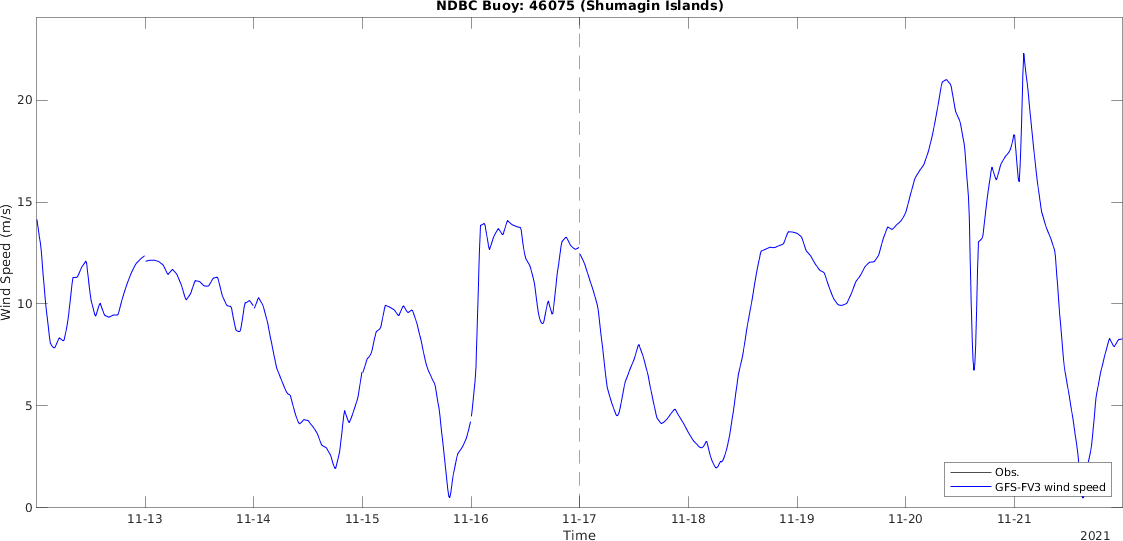 NDBC Buoy: 46075 (Shumagin Islands)
Wind Speed (m/s)
20
15
10
5
0
11-13 11-14 11-15 11-16 11-17 11-18 11-19 11-20 11-21
Time
2021
Obs.
GFS-FV3 wind speed